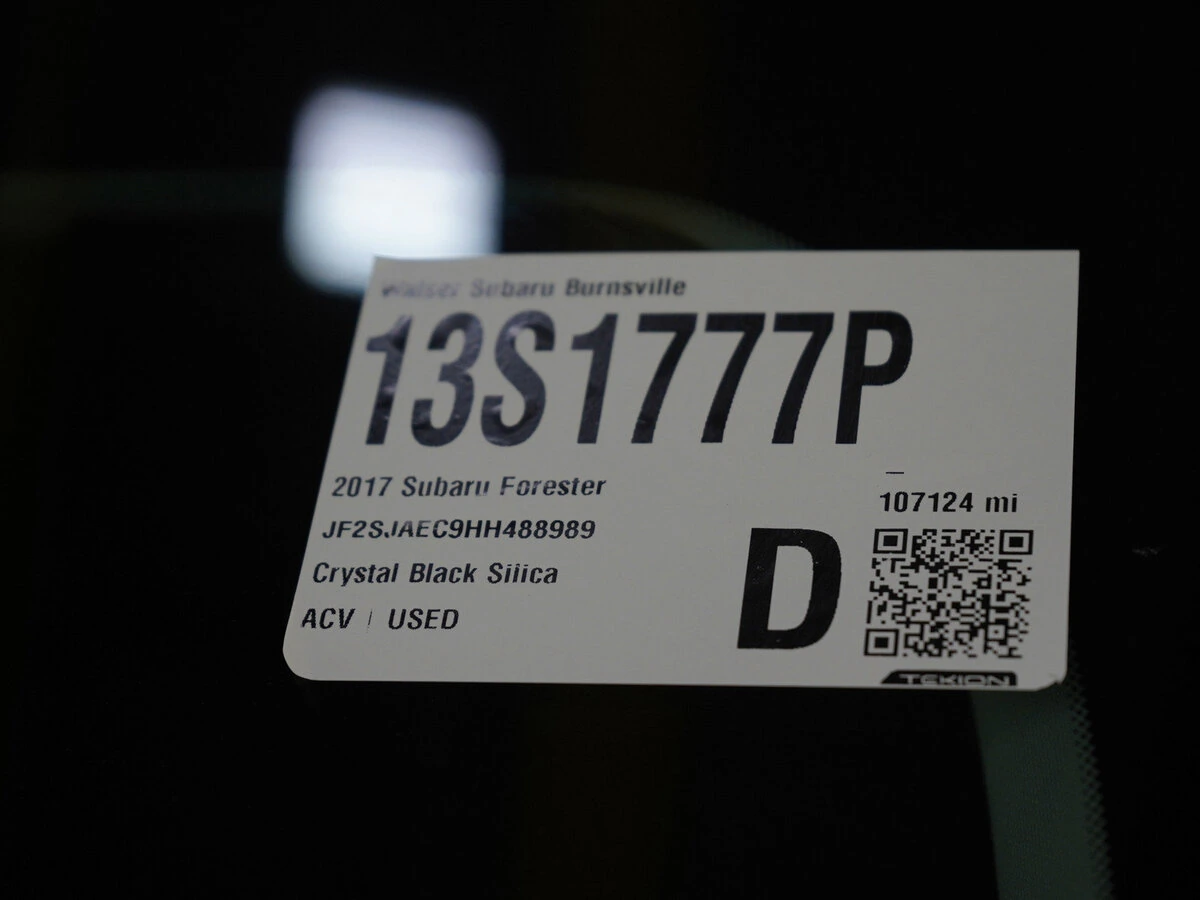 Walser Subaru Burnsville
13S1777P
2017 Subaru Forester
JF2SJAEC9HH488989
Crystal Black Silica
ACV | USED
–
107124 mi
D
TEKION